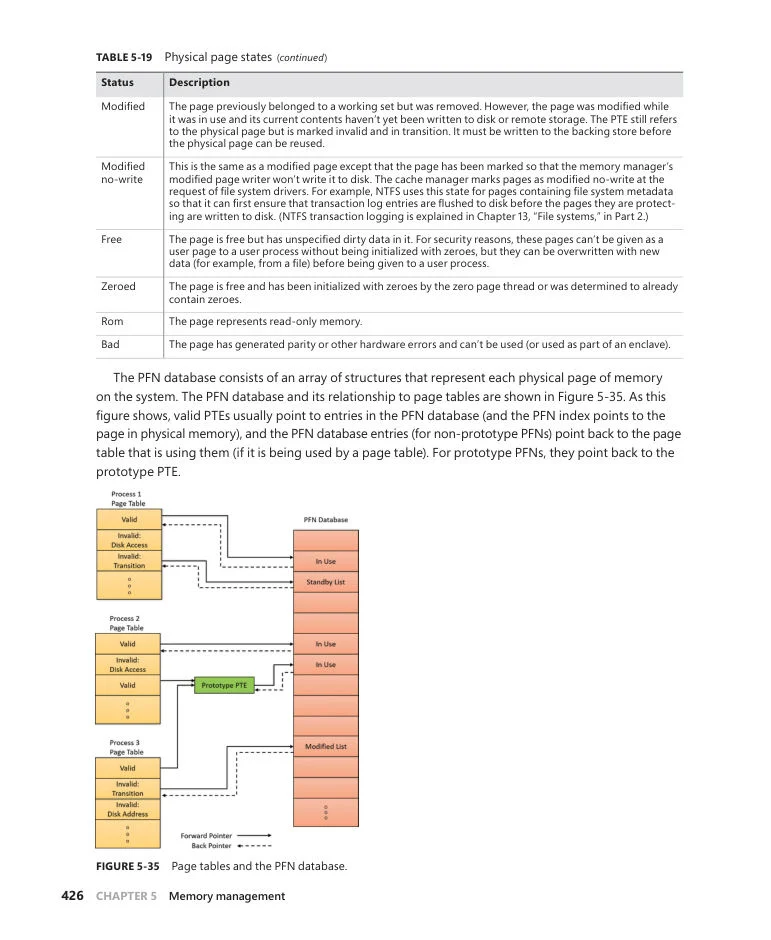 TABLE 5-19 Physical page states (continued)
Status Description
Modified The page previously belonged to a working set but was removed. However, the page was modified while
it was in use and its current contents haven’t yet been written to disk or remote storage. The PTE still refers
to the physical page but is marked invalid and in transition. It must be written to the backing store before
the physical page can be reused.
Modified This is the same as a modified page except that the page has been marked so that the memory manager’s
no-write modified page writer won’t write it to disk. The cache manager marks pages as modified no-write at the
request of file system drivers. For example, NTFS uses this state for pages containing file system metadata
so that it can first ensure that transaction log entries are flushed to disk before the pages they are protect-
ing are written to disk. (NTFS transaction logging is explained in Chapter 13, “File systems,” in Part 2.)
Free The page is free but has unspecified dirty data in it. For security reasons, these pages can’t be given as a
user page to a user process without being initialized with zeroes, but they can be overwritten with new
data (for example, from a file) before being given to a user process.
Zeroed The page is free and has been initialized with zeroes by the zero page thread or was determined to already
contain zeroes.
Rom The page represents read-only memory.
Bad The page has generated parity or other hardware errors and can’t be used (or used as part of an enclave).
The PFN database consists of an array of structures that represent each physical page of memory
on the system. The PFN database and its relationship to page tables are shown in Figure 5-35. As this
figure shows, valid PTEs usually point to entries in the PFN database (and the PFN index points to the
page in physical memory), and the PFN database entries (for non-prototype PFNs) point back to the page
table that is using them (if it is being used by a page table). For prototype PFNs, they point back to the
prototype PTE.
Process 1
Page Table
Valid
Invalid:
Disk Access
Invalid:
Transition
PFN Database
In Use
Standby List
Process 2
Page Table
Valid
Invalid:
Disk Access
Valid
Prototype PTE
In Use
In Use
Process 3
Page Table
Valid
Invalid:
Transition
Invalid:
Disk Address
Modified List
Forward Pointer
Back Pointer
FIGURE 5-35 Page tables and the PFN database.
426 CHAPTER 5 Memory management